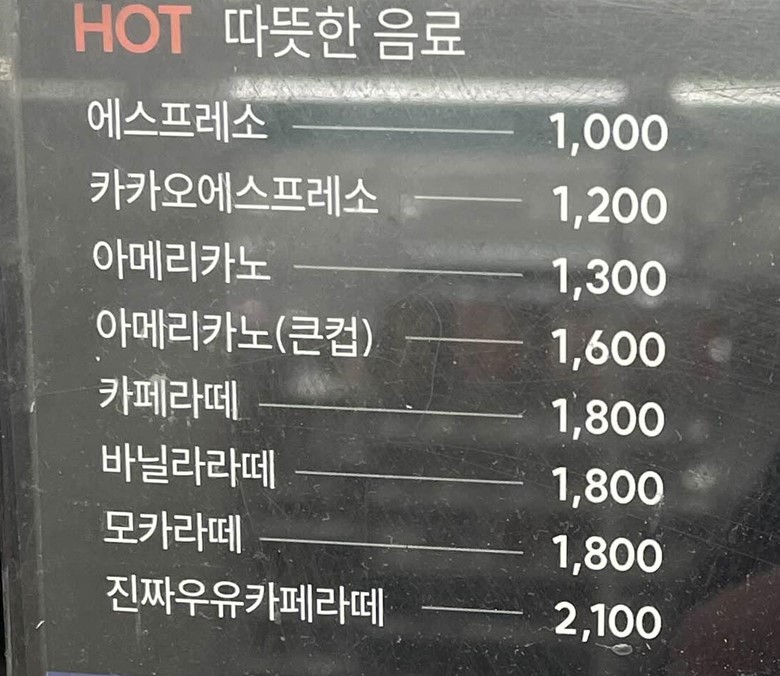 HOT 따뜻한 음료
에스프레소 1,000
카카오에스프레소 1,200
아메리카노 1,300
아메리카노(큰컵) 1,600
카페라떼 1,800
바닐라라떼 1,800
모카라떼 1,800
진짜우유카페라떼 2,100